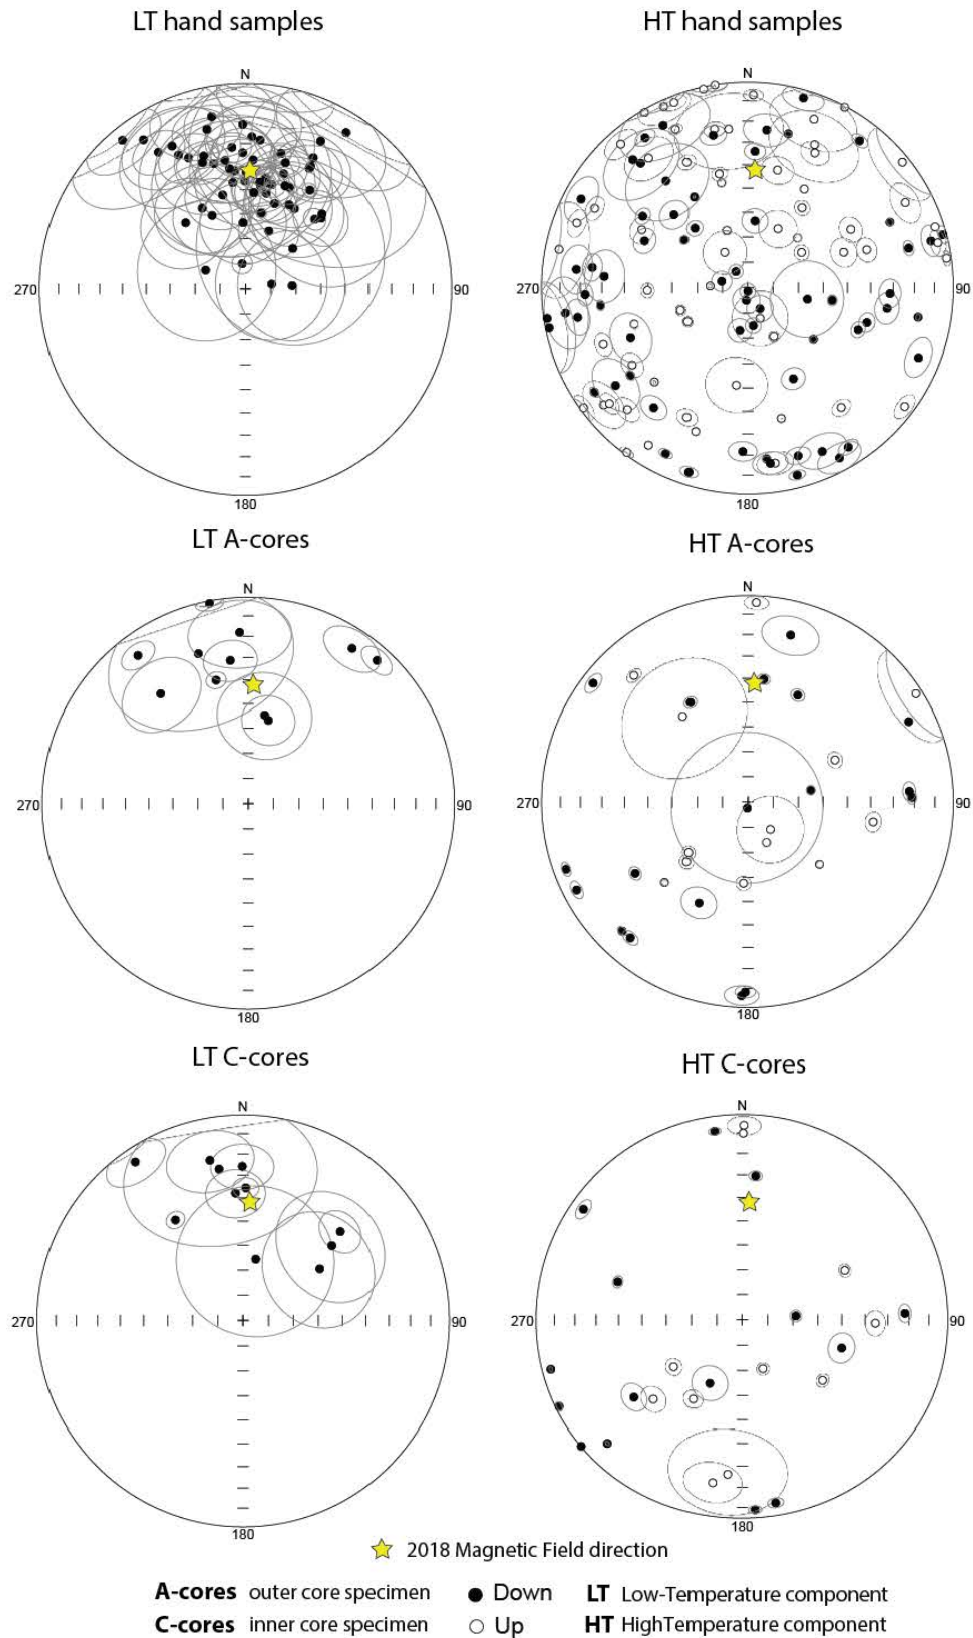 LT hand samples HT hand samples
N N
270 270 90 90
180 180
LT A-cores HT A-cores
N N
270 90 270 90
180 180
LT C-cores HT C-cores
N N
270 90 270 90
180 180
2018 Magnetic Field direction
A-cores outer core specimen Down LT Low-Temperature component
C-cores inner core specimen Up HT HighTemperature component